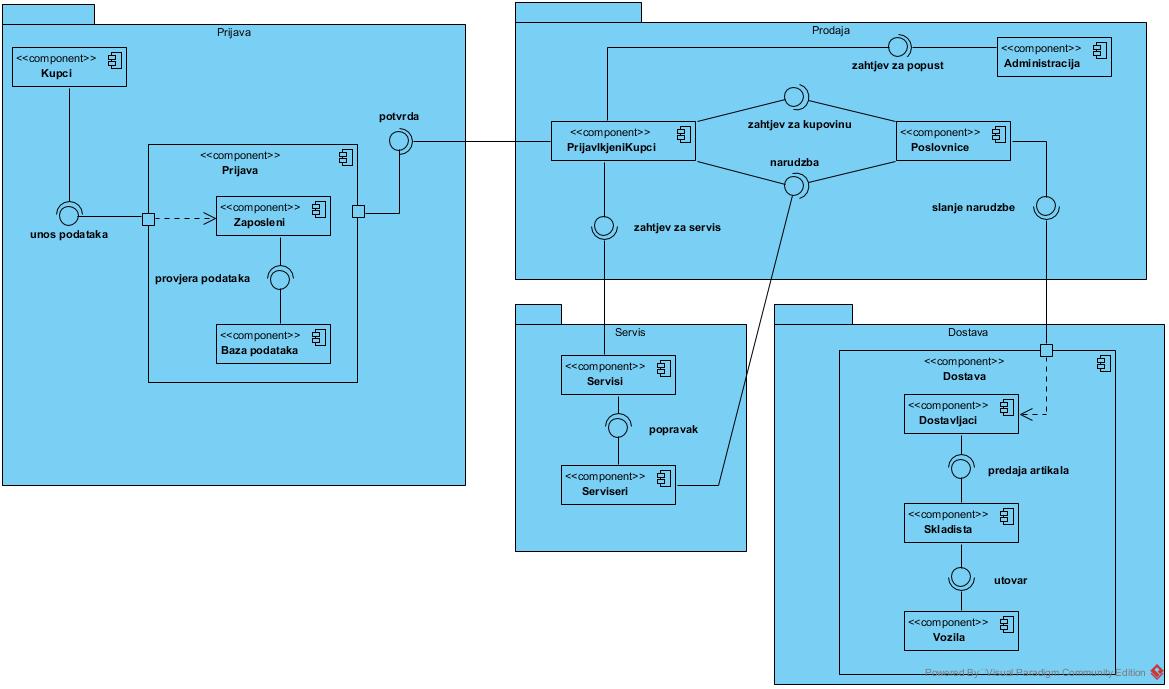 Prijava
<<component>>
Kupci
unos podataka
<<component>>
Prijava
<<component>>
Zaposleni
provjera podataka
<<component>>
Baza podataka
potvrda
Prodaja
zahtjev za popust
<<component>>
Administracija
<<component>>
PrijavlkjeniKupci
zahtjev za kupovinu
narudzba
<<component>>
Poslovnice
zahtjev za servis
slanje narudzbe
Servis
<<component>>
Servisi
popravak
<<component>>
Serviseri
Dostava
<<component>>
Dostava
<<component>>
Dostavljaci
predaja artikala
<<component>>
Skladista
utovar
<<component>>
Vozila
Powered By Visual Paradigm Community Edition